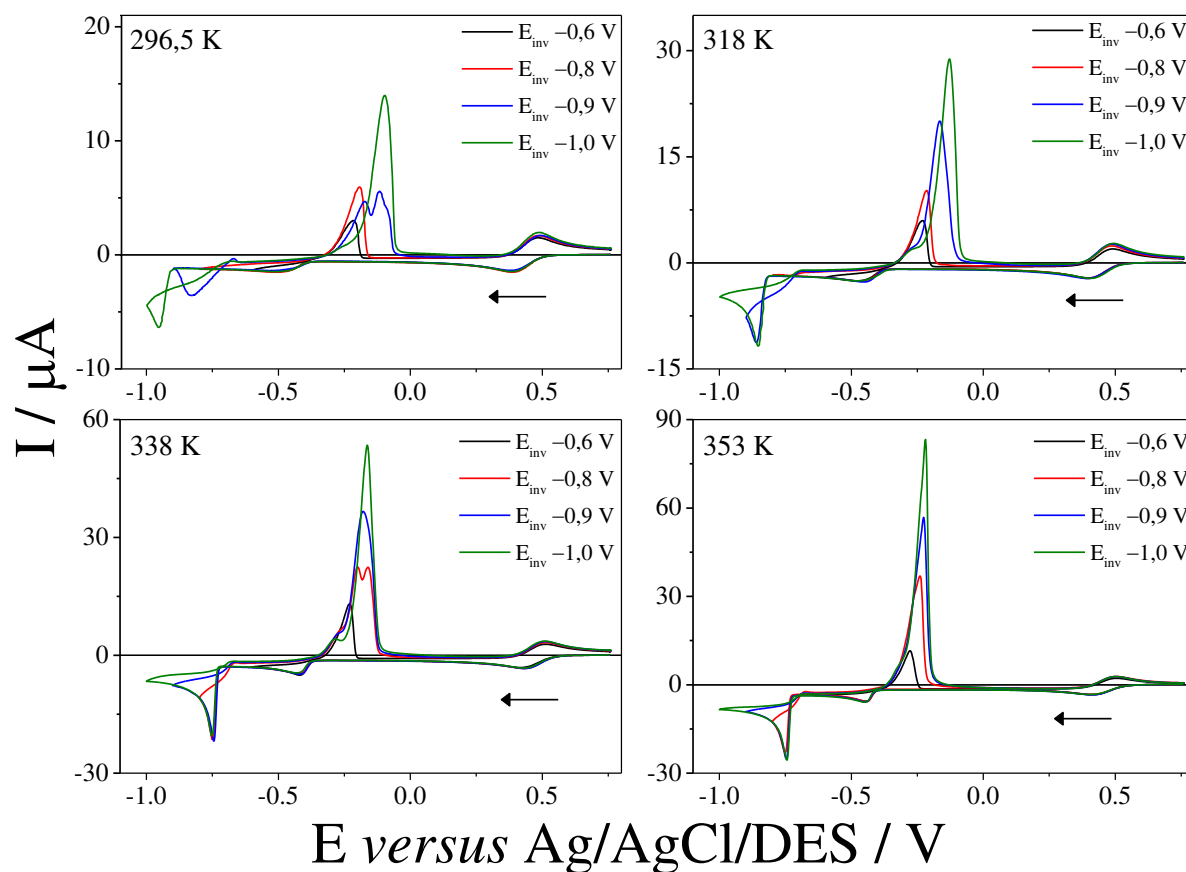 296,5 K
E_inv –0,6 V
E_inv –0,8 V
E_inv –0,9 V
E_inv –1,0 V
20
10
0
-10
-1.0
-0.5
0.0
0.5
318 K
E_inv –0,6 V
E_inv –0,8 V
E_inv –0,9 V
E_inv –1,0 V
30
15
0
-15
-1.0
-0.5
0.0
0.5
338 K
E_inv –0,6 V
E_inv –0,8 V
E_inv –0,9 V
E_inv –1,0 V
60
30
0
-30
-1.0
-0.5
0.0
0.5
353 K
E_inv –0,6 V
E_inv –0,8 V
E_inv –0,9 V
E_inv –1,0 V
90
60
30
0
-30
-1.0
-0.5
0.0
0.5
I / μA
E versus Ag/AgCl/DES / V